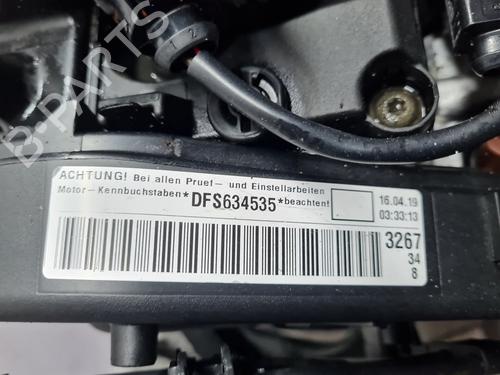 ACHTUNG! Bei allen Pruef- und Einstellarbeiten
Motor-Kennbuchstaben*DFS634535*beachten!
16.04.19
03:33:13
3267
34
8
B-PARTS